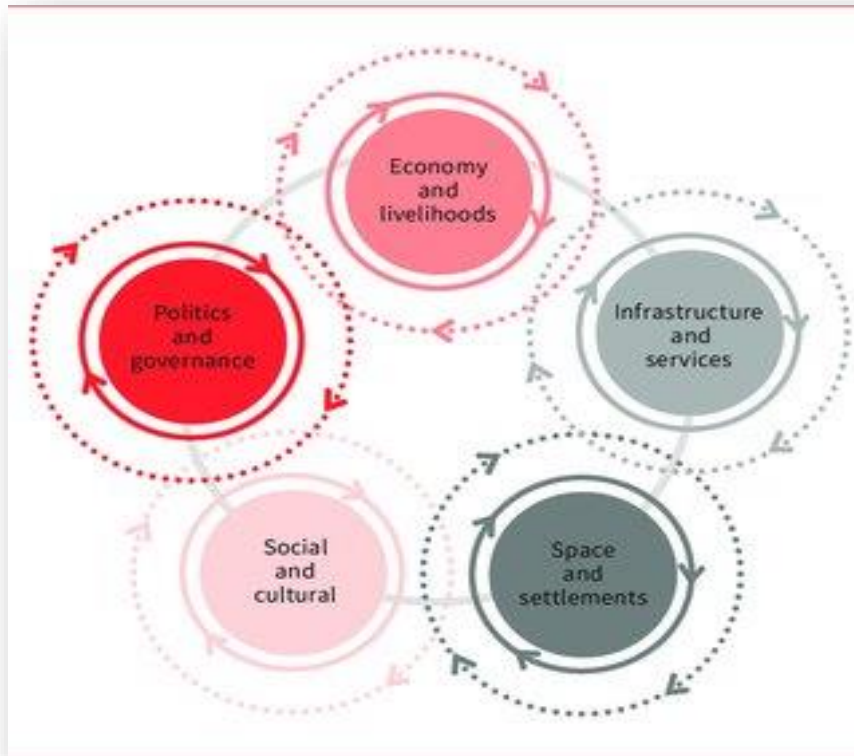 Economy
and
livelihoods
Politics
and
governance
Infrastructure
and
services
Social
and
cultural
Space
and
settlements